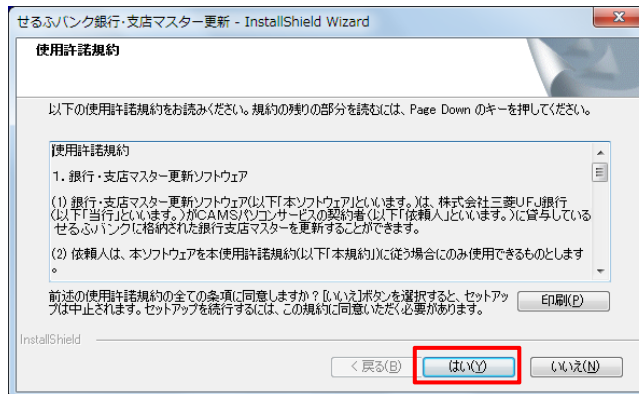 せるふバンク銀行・支店マスター更新 - InstallShield Wizard
使用許諾規約
以下の使用許諾規約をお読みください。規約の残りの部分を読むには、Page Down のキーを押してください。
使用許諾規約
1．銀行・支店マスター更新ソフトウェア
(1) 銀行・支店マスター更新ソフトウェア(以下「本ソフトウェア」といいます。)は、株式会社三菱UFJ銀行
(以下「当行」といいます。)がCAMSパソコンサービスの契約者(以下「依頼人」といいます。)に貸与している
せるふバンクに格納された銀行支店マスターを更新することができます。
(2) 依頼人は、本ソフトウェアを本使用許諾規約(以下「本規約」)に従う場合にのみ使用できるものとします
。
前述の使用許諾規約の全ての条項に同意しますか？[いいえ]ボタンを選択すると、セットアッ
プは中止されます。セットアップを続行するには、この規約に同意いただく必要があります。
印刷(P)
InstallShield
< 戻る(B)
はい(Y)
いいえ(N)